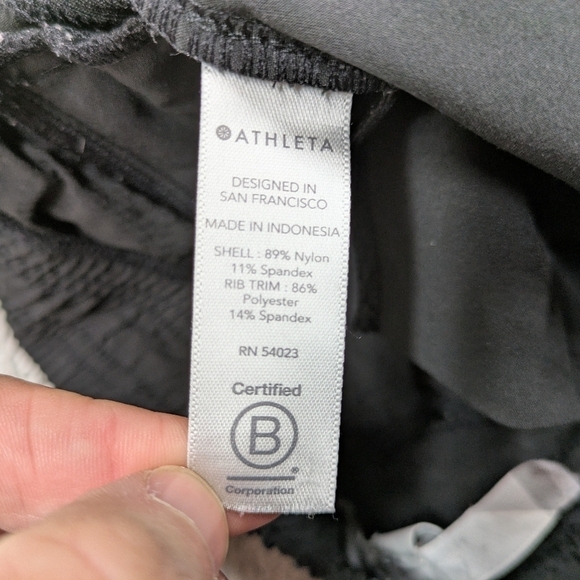 ATHLETA
DESIGNED IN
SAN FRANCISCO
MADE IN INDONESIA
SHELL : 89% Nylon
11% Spandex
RIB TRIM : 86%
Polyester
14% Spandex
RN 54023
Certified
B
®
Corporation